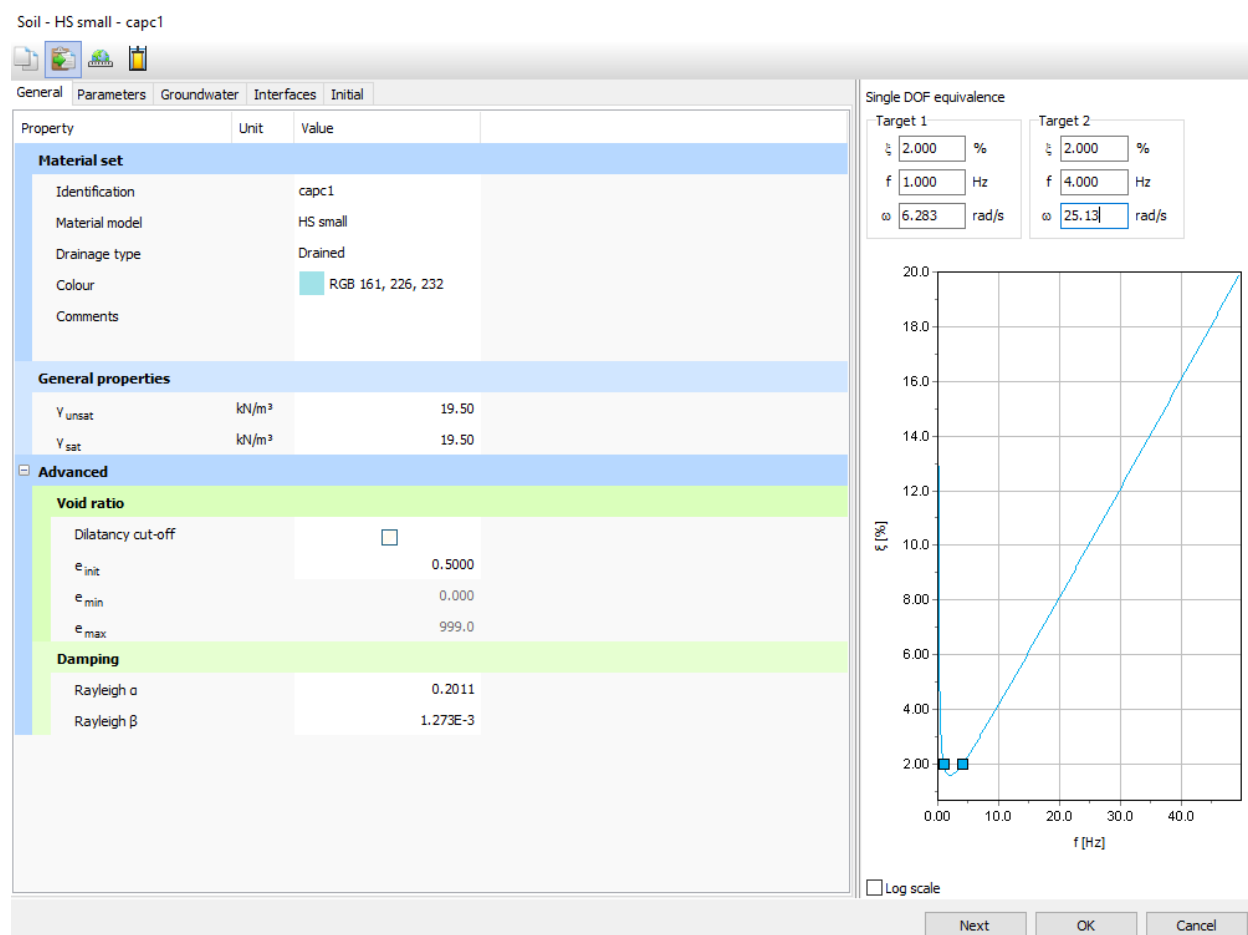 Soil - HS small - capc1
General Parameters Groundwater Interfaces Initial
Property Unit Value
Material set
Identification capc1
Material model HS small
Drainage type Drained
Colour RGB 161, 226, 232
Comments
General properties
γ unsat kN/m³ 19.50
γ sat kN/m³ 19.50
Advanced
Void ratio
Dilatancy cut-off
e init 0.5000
e min 0.000
e max 999.0
Damping
Rayleigh α 0.2011
Rayleigh β 1.273E-3
Single DOF equivalence
Target 1 Target 2
ξ 2.000 % ξ 2.000 %
f 1.000 Hz f 4.000 Hz
ω 6.283 rad/s ω 25.13 rad/s
20.0
18.0
16.0
14.0
12.0
10.0
8.00
6.00
4.00
2.00
ξ [%]
0.00 10.0 20.0 30.0 40.0
f [Hz]
Log scale
Next OK Cancel